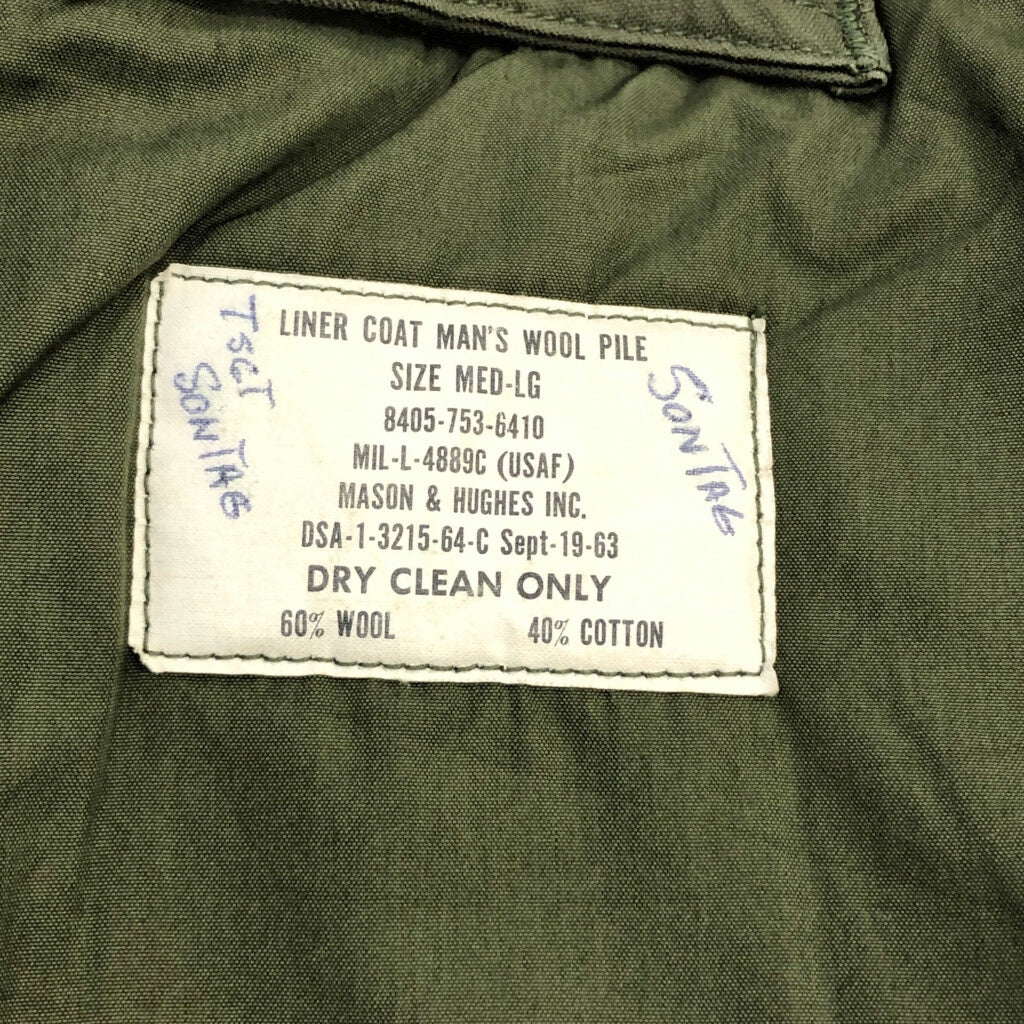 LINER COAT MAN'S WOOL PILE
SIZE MED-LG
8405-753-6410
MIL-L-4889C (USAF)
MASON & HUGHES INC.
DSA-1-3215-64-C Sept-19-63
DRY CLEAN ONLY
60% WOOL 40% COTTON
TSGT
SONTAG
SONTAG